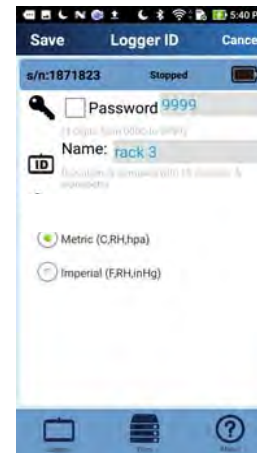 5:40 P
Save Logger ID Cance
s/n:1871823 Stopped
Password 9999
Name: rack 3
ID
Metric (C,RH,hpa)
Imperial (F,RH,inHg)